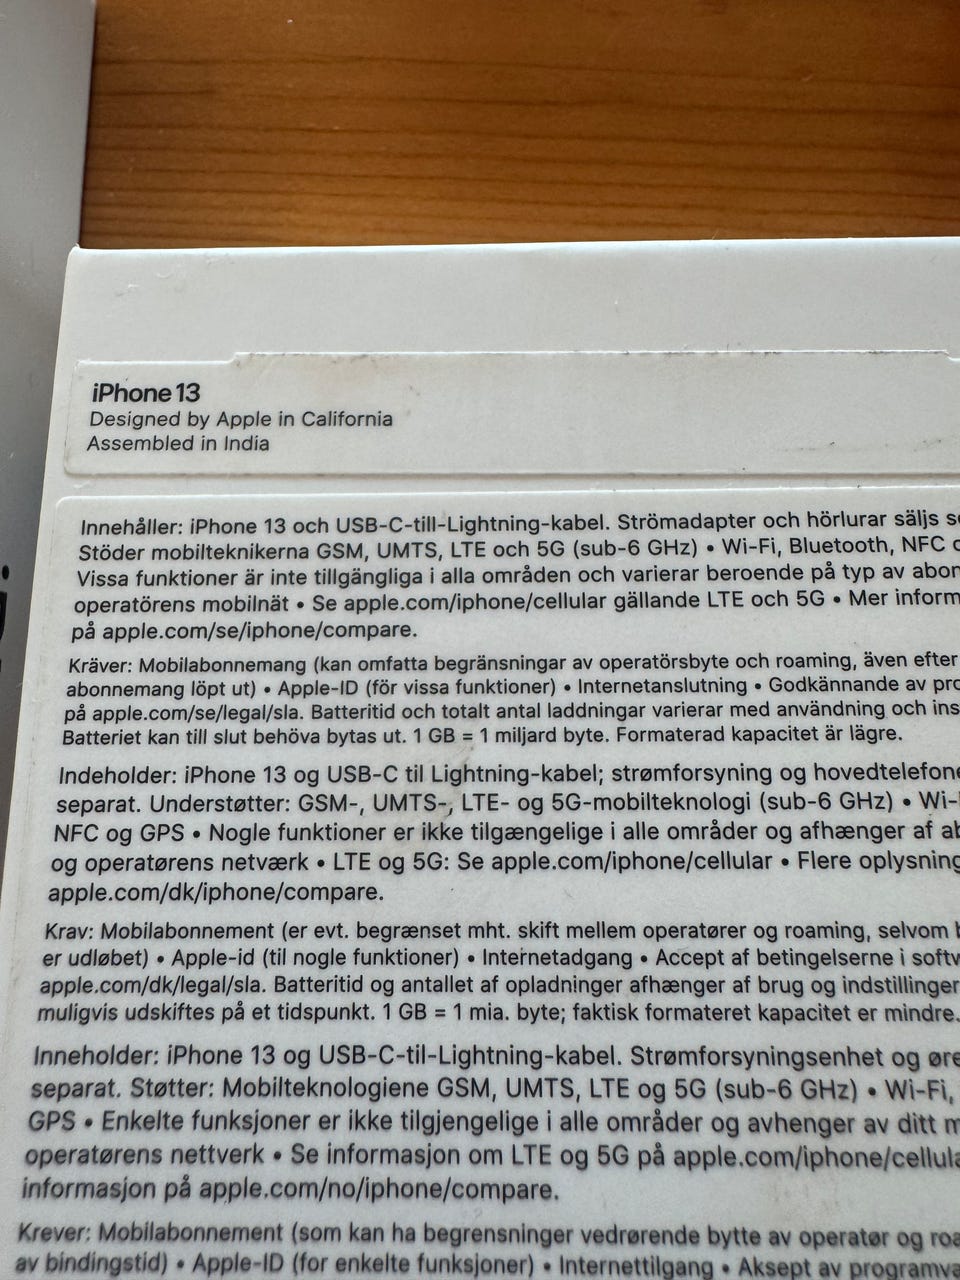 iPhone 13
Designed by Apple in California
Assembled in India
Innehåller: iPhone 13 och USB-C-till-Lightning-kabel. Strömadapter och hörlurar säljs
Stöder mobilteknikerna GSM, UMTS, LTE och 5G (sub-6 GHz) • Wi-Fi, Bluetooth, NFC
Vissa funktioner är inte tillgängliga i alla områden och varierar beroende på typ av
operatörens mobilnät • Se apple.com/iphone/cellular gällande LTE och 5G • Mer
på apple.com/se/iphone/compare.
Kräver: Mobilabonnemang (kan omfatta begränsningar av operatörsbyte och roaming, även efter
abonnemang löpt ut) • Apple-ID (för vissa funktioner) • Internetanslutning • Godkännande av
på apple.com/se/legal/sla. Batteritid och totalt antal laddningar varierar med användning och
Batteriet kan till slut behöva bytas ut. 1 GB = 1 miljard byte. Formaterad kapacitet är lägre.
Indeholder: iPhone 13 og USB-C til Lightning-kabel; strømforsyning og
separat. Understøtter: GSM-, UMTS-, LTE- og 5G-mobilteknologi (sub-6 GHz) •
NFC og GPS • Nogle funktioner er ikke tilgængelige i alle områder og afhænger af
og operatørens netværk • LTE og 5G: Se apple.com/iphone/cellular • Flere
apple.com/dk/iphone/compare.
Krav: Mobilabonnement (er evt. begrænset mht. skift mellem operatører og roaming, selvom
er udløbet) • Apple-id (til nogle funktioner) • Internetadgang • Accept af betingelserne i
apple.com/dk/legal/sla. Batteritid og antallet af opladninger afhænger af brug og indstillinger
muligvis udskiftes på et tidspunkt. 1 GB = 1 mia. byte; faktisk formateret kapacitet er mindre.
Inneholder: iPhone 13 og USB-C-til-Lightning-kabel. Strømforsyningsenhet og
separat. Støtter: Mobilteknologiene GSM, UMTS, LTE og 5G (sub-6 GHz) • Wi-Fi,
GPS • Enkelte funksjoner er ikke tilgjengelige i alle områder og avhenger av ditt
operatørens nettverk • Se informasjon om LTE og 5G på
informasjon på apple.com/no/iphone/compare.
Krever: Mobilabonnement (som kan ha begrensninger vedrørende bytte av operatør og
av bindingstid) • Apple-ID (for enkelte funksjoner) • Internettilgang • Aksept av